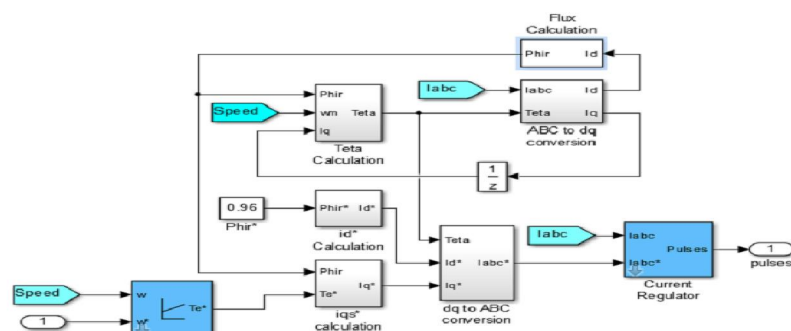 Flux
Calculation
Phir Id
Iabc
Iabc Id
Teta Iq
ABC to dq
conversion
Speed
Phir
wm Teta
Iq
Teta
Calculation
1
z
0.96
Phir*
Phir* Id*
id*
Calculation
Phir
Te* Iq*
iqs*
calculation
Teta
Id* Iabc*
Iq*
dq to ABC
conversion
Iabc
Iabc
Pulses
Iabc*
Current
Regulator
1
pulses
Speed
w
Te*
w*
1